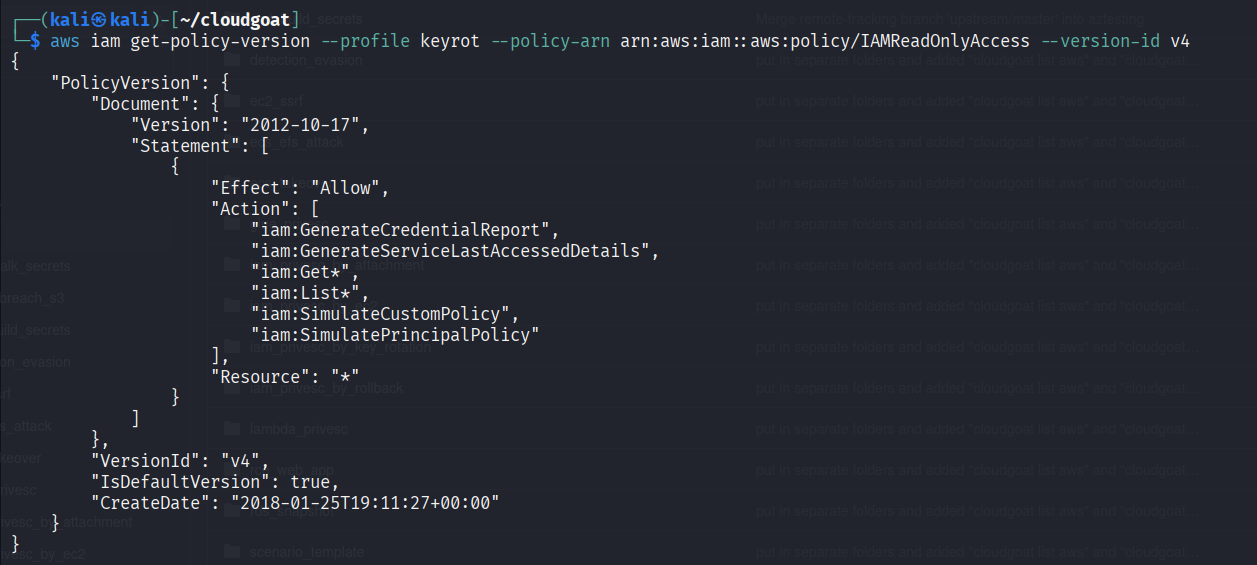 ┌──(kali㉿kali)-[~/cloudgoat]
└─$ aws iam get-policy-version --profile keyrot --policy-arn arn:aws:iam::aws:policy/IAMReadOnlyAccess --version-id v4
{
    "PolicyVersion": {
        "Document": {
            "Version": "2012-10-17",
            "Statement": [
                {
                    "Effect": "Allow",
                    "Action": [
                        "iam:GenerateCredentialReport",
                        "iam:GenerateServiceLastAccessedDetails",
                        "iam:Get*",
                        "iam:List*",
                        "iam:SimulateCustomPolicy",
                        "iam:SimulatePrincipalPolicy"
                    ],
                    "Resource": "*"
                }
            ]
        },
        "VersionId": "v4",
        "IsDefaultVersion": true,
        "CreateDate": "2018-01-25T19:11:27+00:00"
    }
}